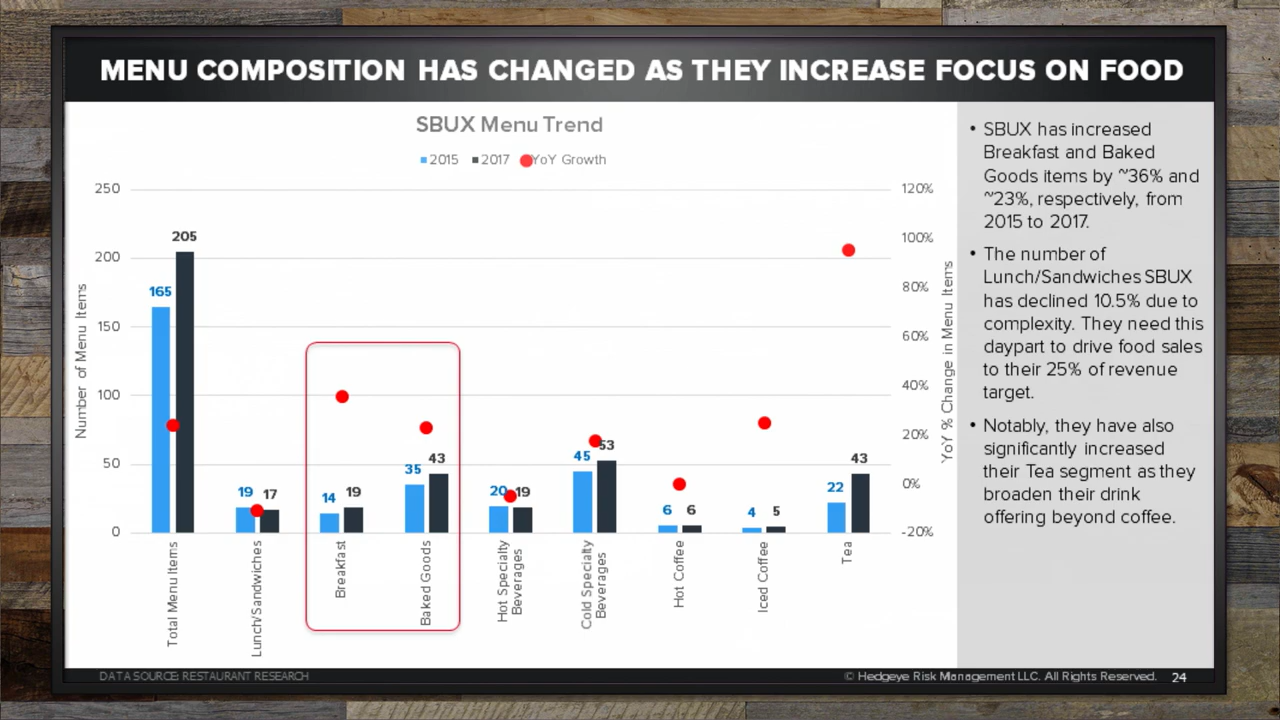 MENU COMPOSITION HAS CHANGED AS THEY INCREASE FOCUS ON FOOD
SBUX Menu Trend
2015 2017 YoY Growth
250
200
150
100
50
0
Number of Menu Items
120%
100%
80%
60%
40%
20%
0%
-20%
YoY % Change in Menu Items
165 205
19 17
14 19
35 43
20 19
45 53
6 6
4 5
22 43
Total Menu Items
Lunch/Sandwiches
Breakfast
Baked Goods
Hot Specialty
Beverages
Cold Specialty
Beverages
Hot Coffee
Iced Coffee
Tea
• SBUX has increased
Breakfast and Baked
Goods items by ~36% and
~23%, respectively, from
2015 to 2017.
• The number of
Lunch/Sandwiches SBUX
has declined 10.5% due to
complexity. They need this
daypart to drive food sales
to their 25% of revenue
target.
• Notably, they have also
significantly increased
their Tea segment as they
broaden their drink
offering beyond coffee.
DATA SOURCE: RESTAURANT RESEARCH
© Hedgeye Risk Management LLC. All Rights Reserved. 24